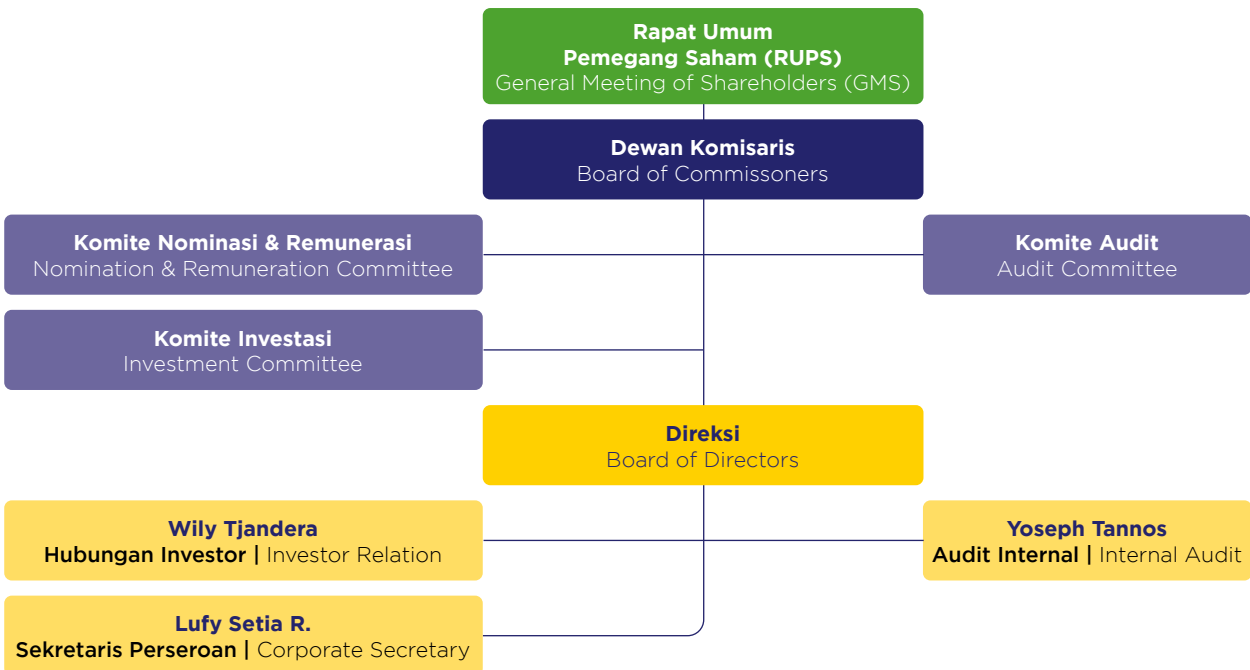 Rapat Umum
Pemegang Saham (RUPS)
General Meeting of Shareholders (GMS)
Dewan Komisaris
Board of Commissoners
Komite Nominasi & Remunerasi
Nomination & Remuneration Committee
Komite Audit
Audit Committee
Komite Investasi
Investment Committee
Direksi
Board of Directors
Wily Tjandera
Hubungan Investor | Investor Relation
Yoseph Tannos
Audit Internal | Internal Audit
Lufy Setia R.
Sekretaris Perseroan | Corporate Secretary